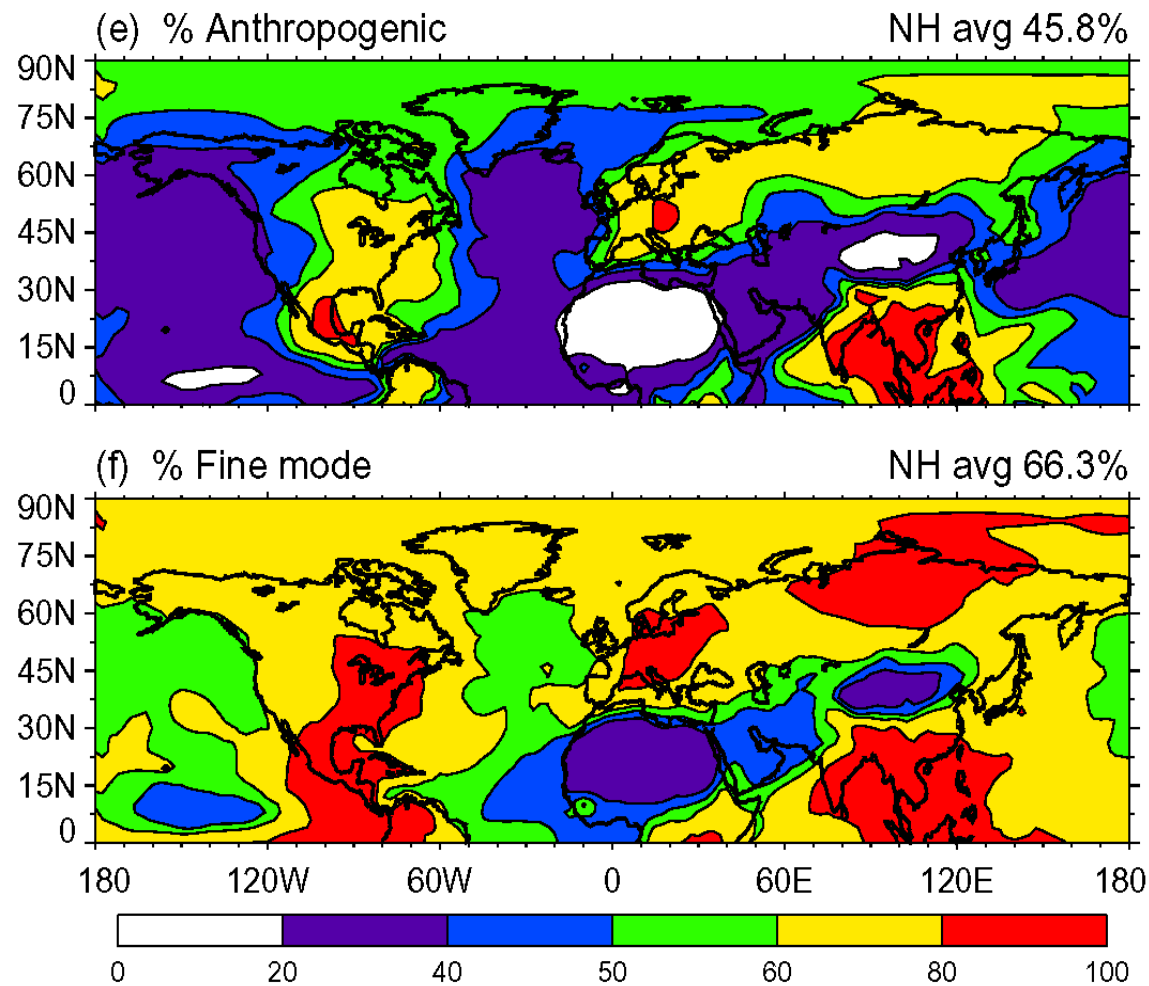 (e) % Anthropogenic NH avg 45.8%
90N
75N
60N
45N
30N
15N
0
(f) % Fine mode NH avg 66.3%
90N
75N
60N
45N
30N
15N
0
180 120W 60W 0 60E 120E 180
0 20 40 50 60 80 100